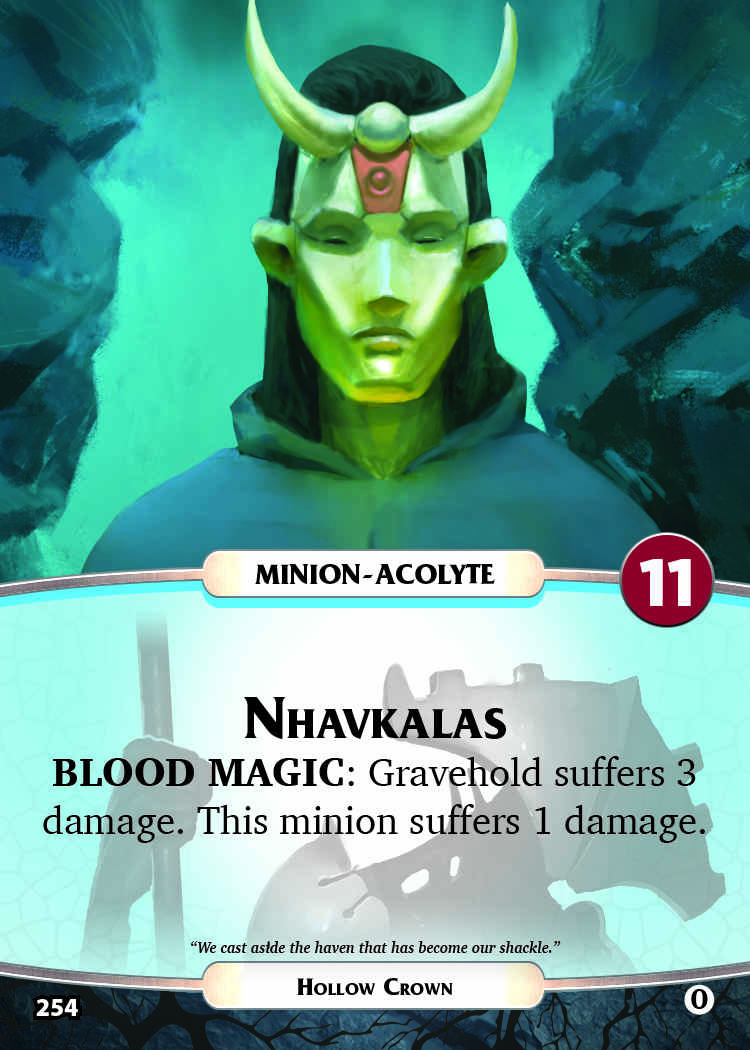 MINION-ACOLYTE
11
Nhavkalas
BLOOD MAGIC: Gravehold suffers 3
damage. This minion suffers 1 damage.
“We cast aside the haven that has become our shackle.”
Hollow Crown
254
0